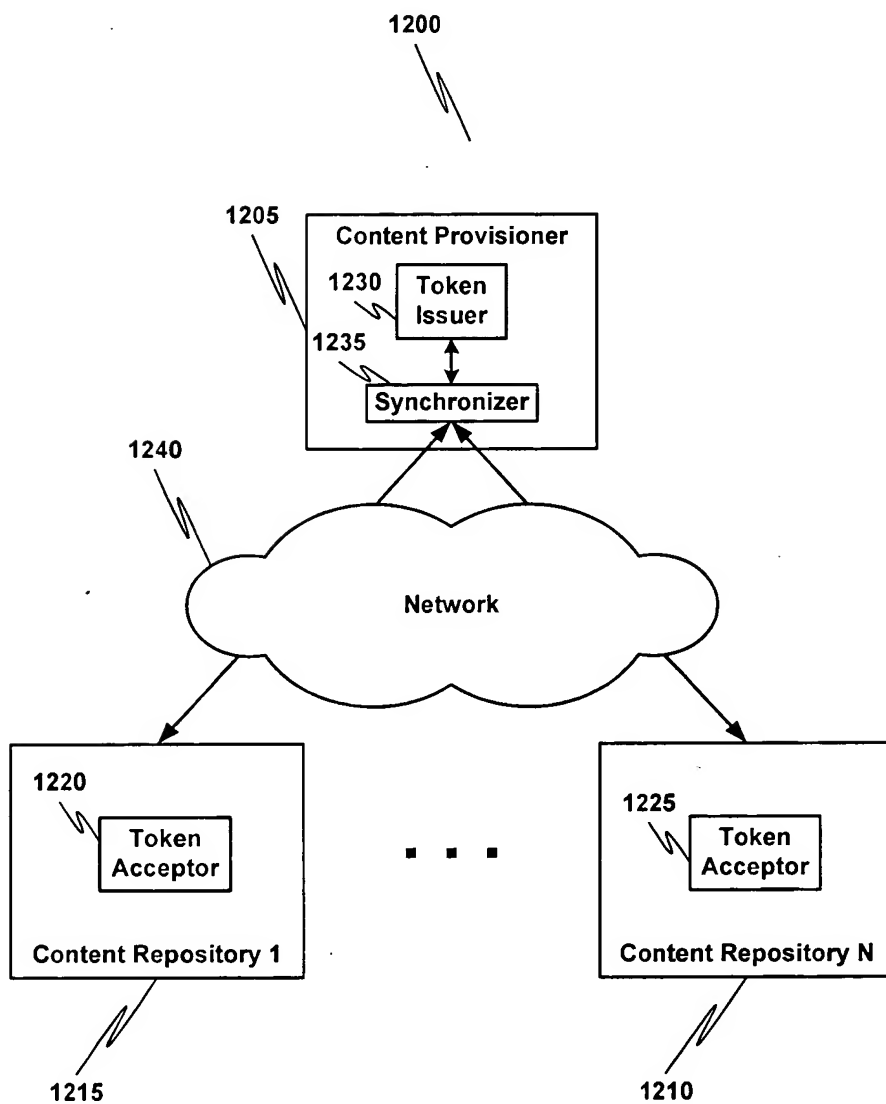 1200
1205
Content Provisioner
1230
Token
Issuer
1235
Synchronizer
1240
Network
1220
Token
Acceptor
Content Repository 1
1225
Token
Acceptor
Content Repository N
1215
1210